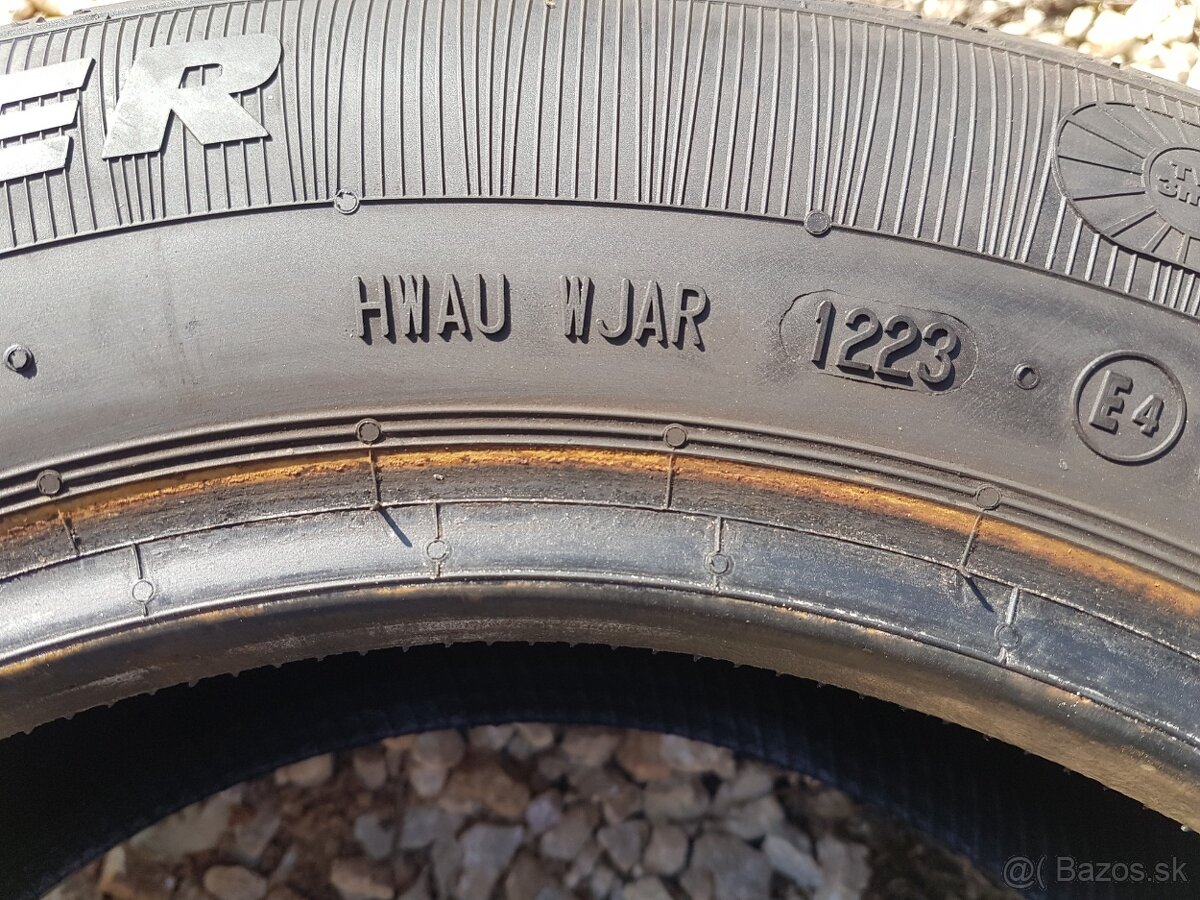 ER
HWAU WJAR 1223
E4
@( Bazos.sk